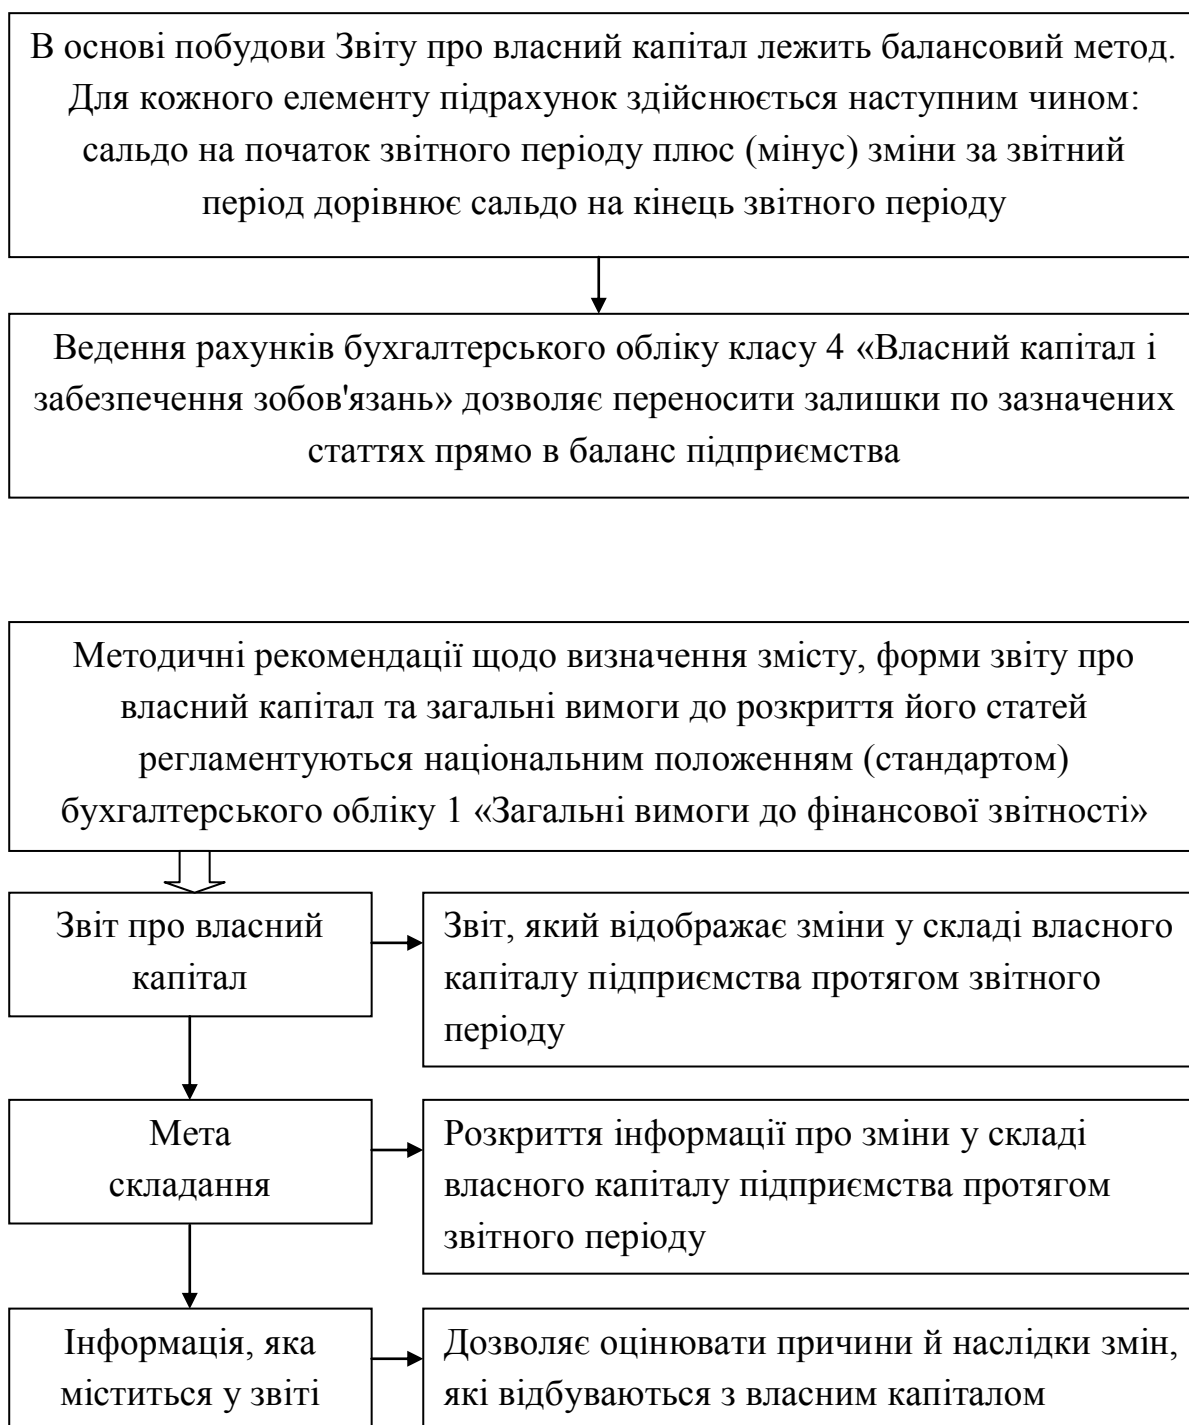 В основі побудови Звіту про власний капітал лежить балансовий метод.
Для кожного елементу підрахунок здійснюється наступним чином:
сальдо на початок звітного періоду плюс (мінус) зміни за звітний
період дорівнює сальдо на кінець звітного періоду
Ведення рахунків бухгалтерського обліку класу 4 «Власний капітал і
забезпечення зобов'язань» дозволяє переносити залишки по зазначених
статтях прямо в баланс підприємства
Методичні рекомендації щодо визначення змісту, форми звіту про
власний капітал та загальні вимоги до розкриття його статей
регламентуються національним положенням (стандартом)
бухгалтерського обліку 1 «Загальні вимоги до фінансової звітності»
Звіт про власний
капітал
Звіт, який відображає зміни у складі власного
капіталу підприємства протягом звітного
періоду
Мета
складання
Розкриття інформації про зміни у складі
власного капіталу підприємства протягом
звітного періоду
Інформація, яка
міститься у звіті
Дозволяє оцінювати причини й наслідки змін,
які відбуваються з власним капіталом